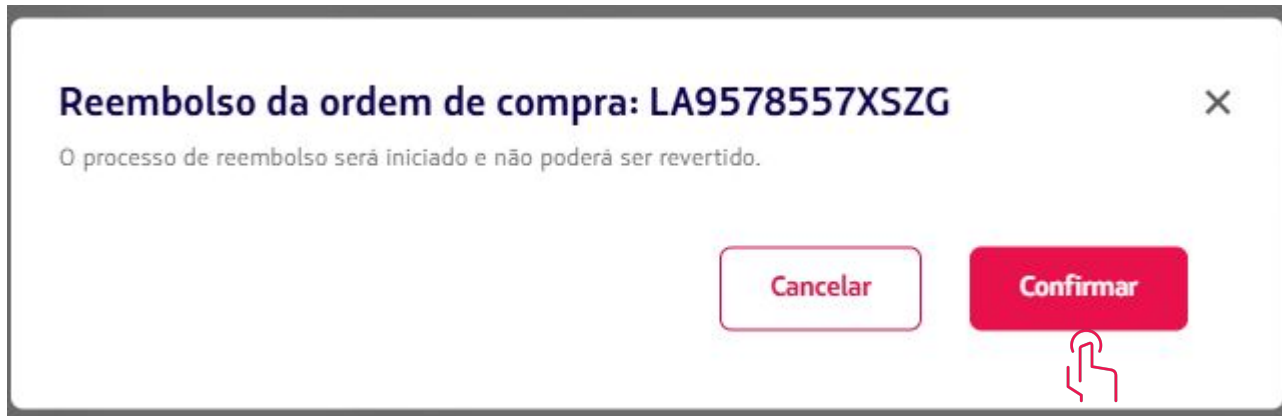 Reembolso da ordem de compra: LA9578557XSZG
O processo de reembolso será iniciado e não poderá ser revertido.
Cancelar
Confirmar